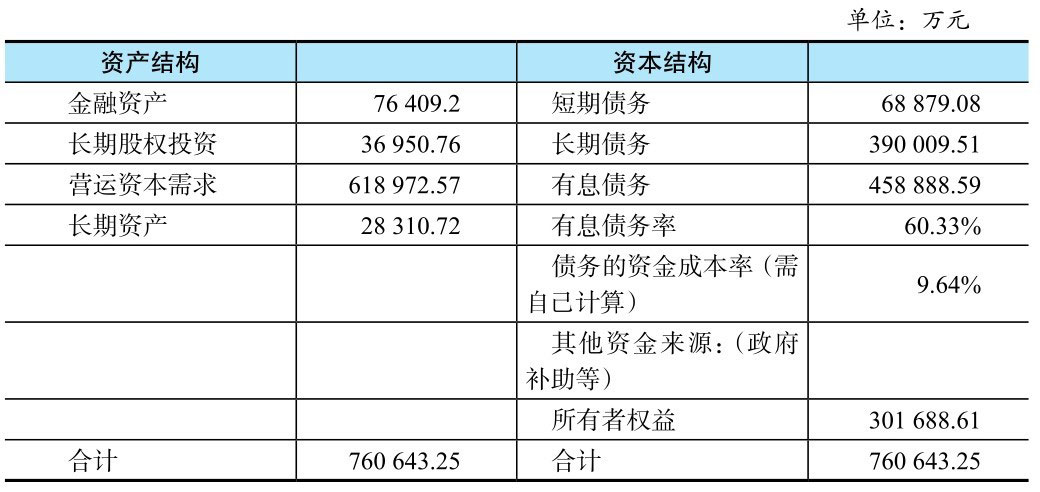 单位：万元
资产结构 资本结构
金融资产 76 409.2 短期债务 68 879.08
长期股权投资 36 950.76 长期债务 390 009.51
营运资本需求 618 972.57 有息债务 458 888.59
长期资产 28 310.72 有息债务率 60.33%
债务的资金成本率（需
自己计算） 9.64%
其他资金来源：（政府
补助等）
所有者权益 301 688.61
合计 760 643.25 合计 760 643.25